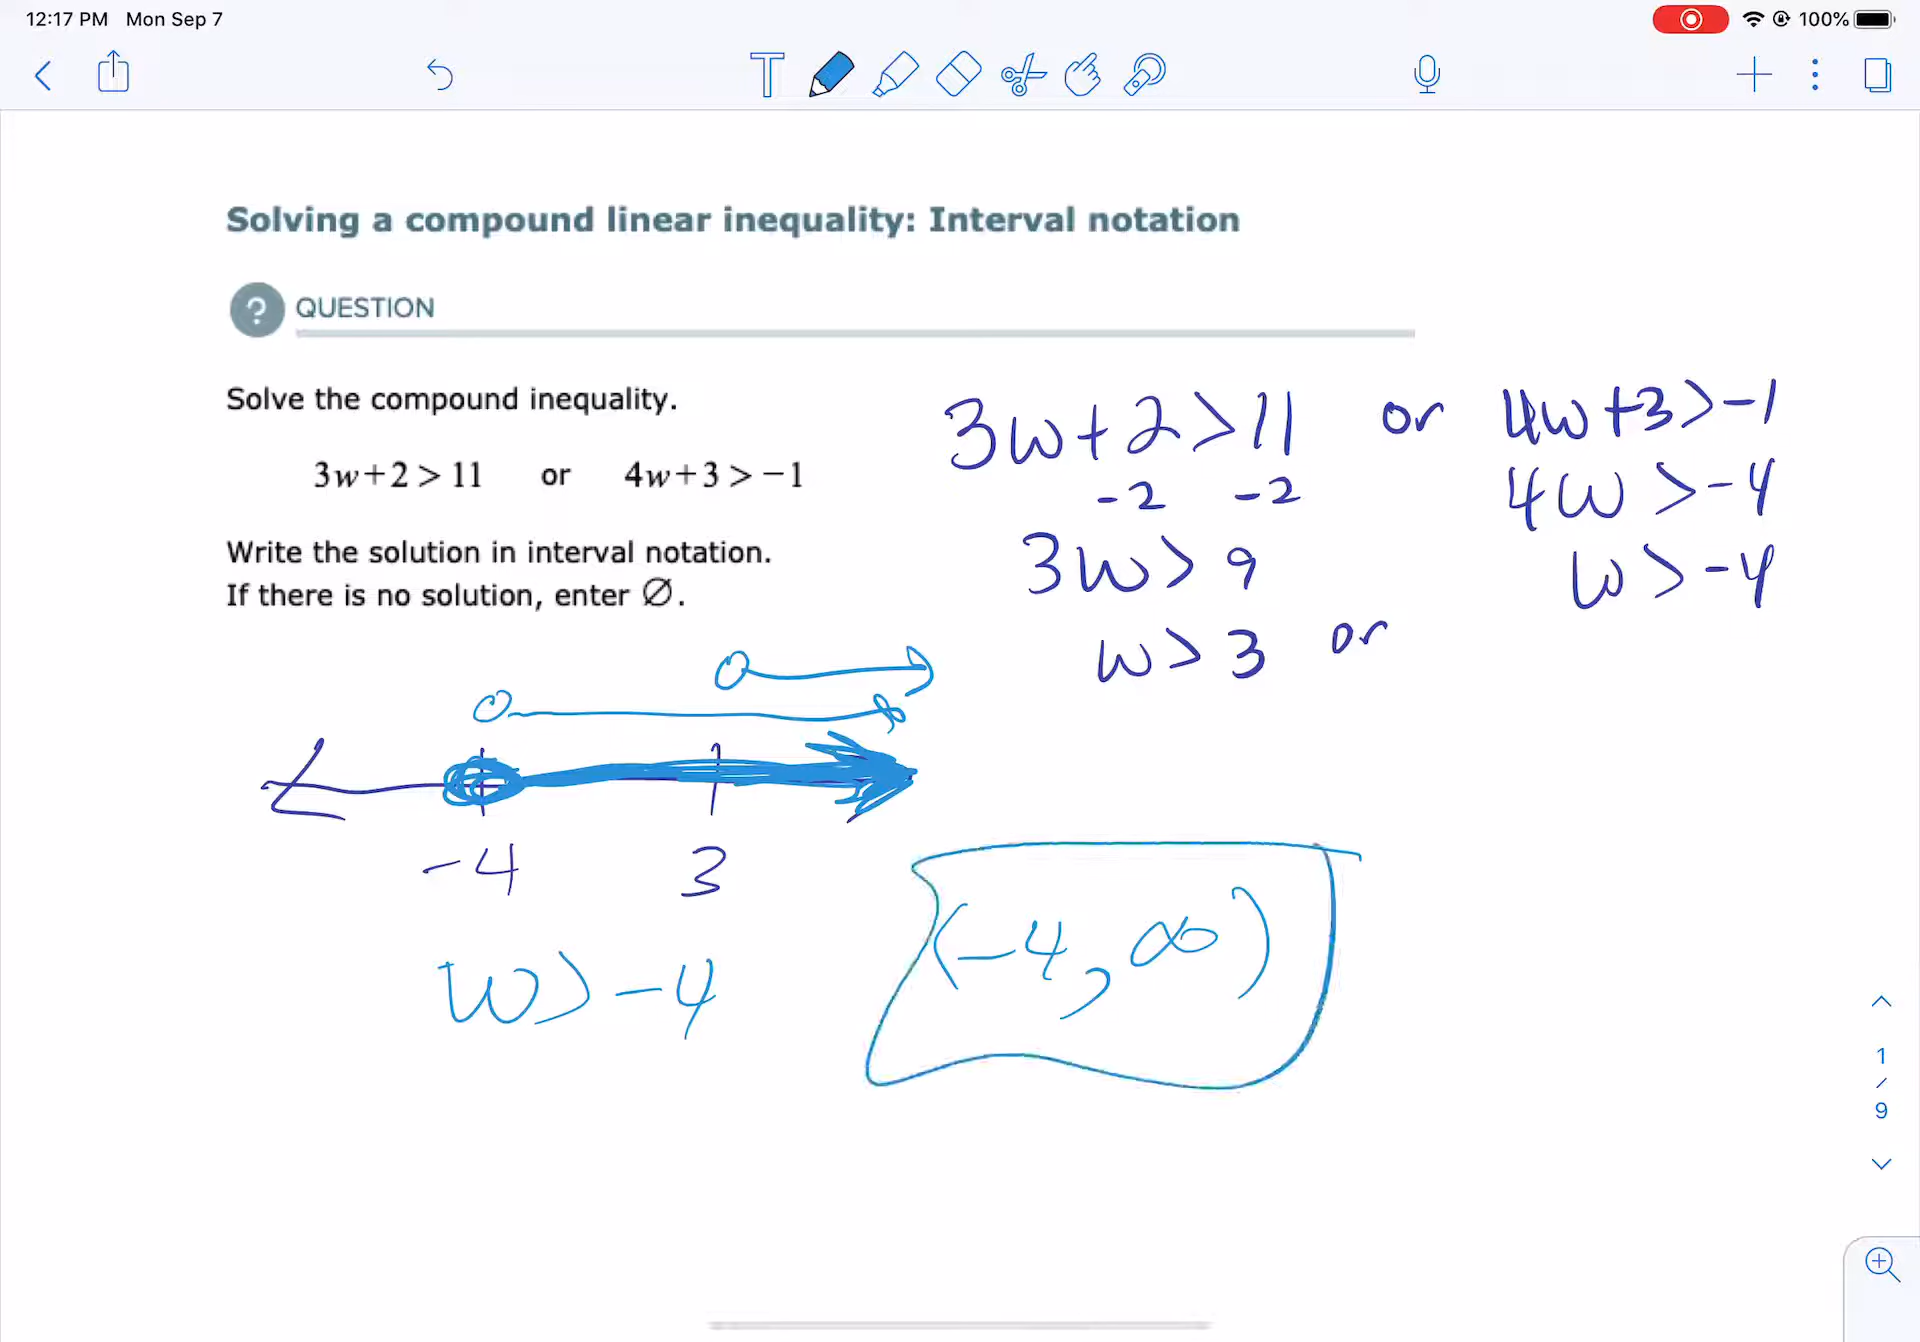 12:17 PM Mon Sep 7
100%
Solving a compound linear inequality: Interval notation
? QUESTION
Solve the compound inequality.
3w+2 > 11 or 4w+3 > −1
Write the solution in interval notation.
If there is no solution, enter ∅.
3w+2>11 or 4w+3>-1
-2 -2
4w >-4
3w> 9
w >-4
w> 3 or
-4 3
w> -4
(-4, ∞)
1
/
9